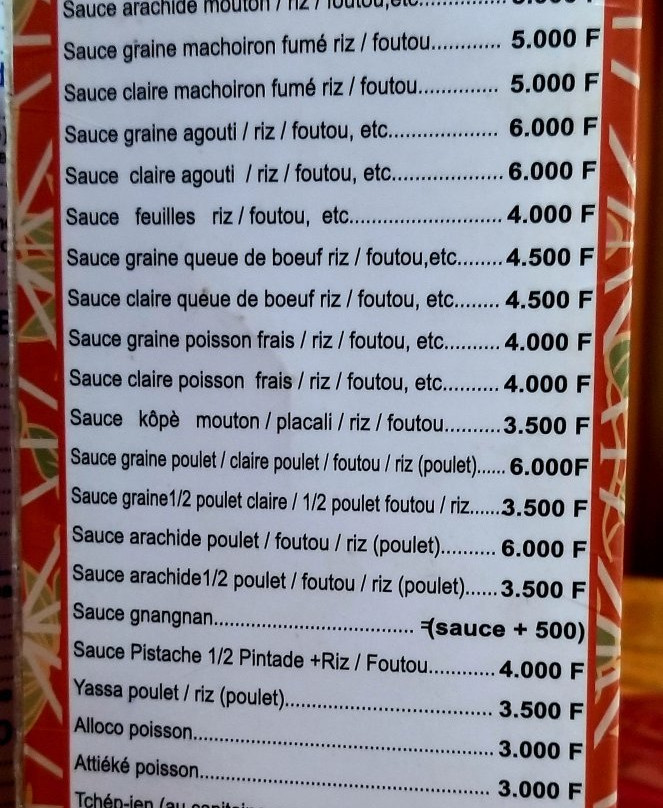 Sauce arachide mouton / riz / foutou,etc..............
Sauce graine machoiron fumé riz / foutou............ 5.000 F
Sauce claire machoiron fumé riz / foutou.............. 5.000 F
Sauce graine agouti / riz / foutou, etc................... 6.000 F
Sauce claire agouti / riz / foutou, etc................... 6.000 F
Sauce feuilles riz / foutou, etc.......................... 4.000 F
Sauce graine queue de boeuf riz / foutou,etc........ 4.500 F
Sauce claire queue de boeuf riz / foutou, etc........ 4.500 F
Sauce graine poisson frais / riz / foutou, etc.......... 4.000 F
Sauce claire poisson frais / riz / foutou, etc.......... 4.000 F
Sauce kôpè mouton / placali / riz / foutou.......... 3.500 F
Sauce graine poulet / claire poulet / foutou / riz (poulet)...... 6.000F
Sauce graine1/2 poulet claire / 1/2 poulet foutou / riz...... 3.500 F
Sauce arachide poulet / foutou / riz (poulet).......... 6.000 F
Sauce arachide1/2 poulet / foutou / riz (poulet)...... 3.500 F
Sauce gnangnan...................................... =(sauce + 500)
Sauce Pistache 1/2 Pintade +Riz / Foutou............ 4.000 F
Yassa poulet / riz (poulet)...................................... 3.500 F
Alloco poisson....................................................... 3.000 F
Attiéké poisson...................................................... 3.000 F